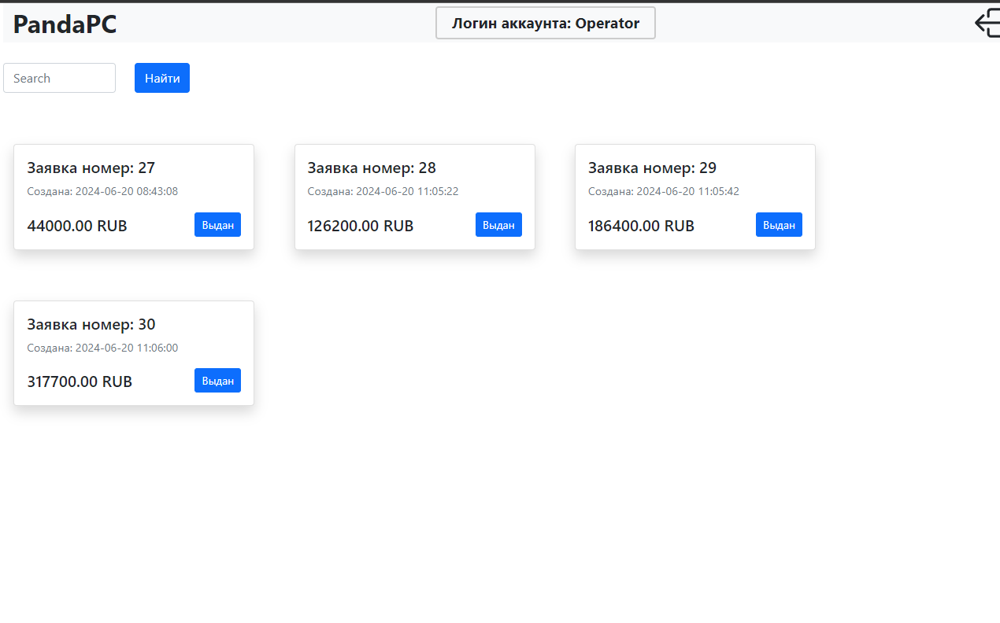 PandaPC
Логин аккаунта: Operator
Search
Найти
Заявка номер: 27
Создана: 2024-06-20 08:43:08
44000.00 RUB
Выдан
Заявка номер: 28
Создана: 2024-06-20 11:05:22
126200.00 RUB
Выдан
Заявка номер: 29
Создана: 2024-06-20 11:05:42
186400.00 RUB
Выдан
Заявка номер: 30
Создана: 2024-06-20 11:06:00
317700.00 RUB
Выдан